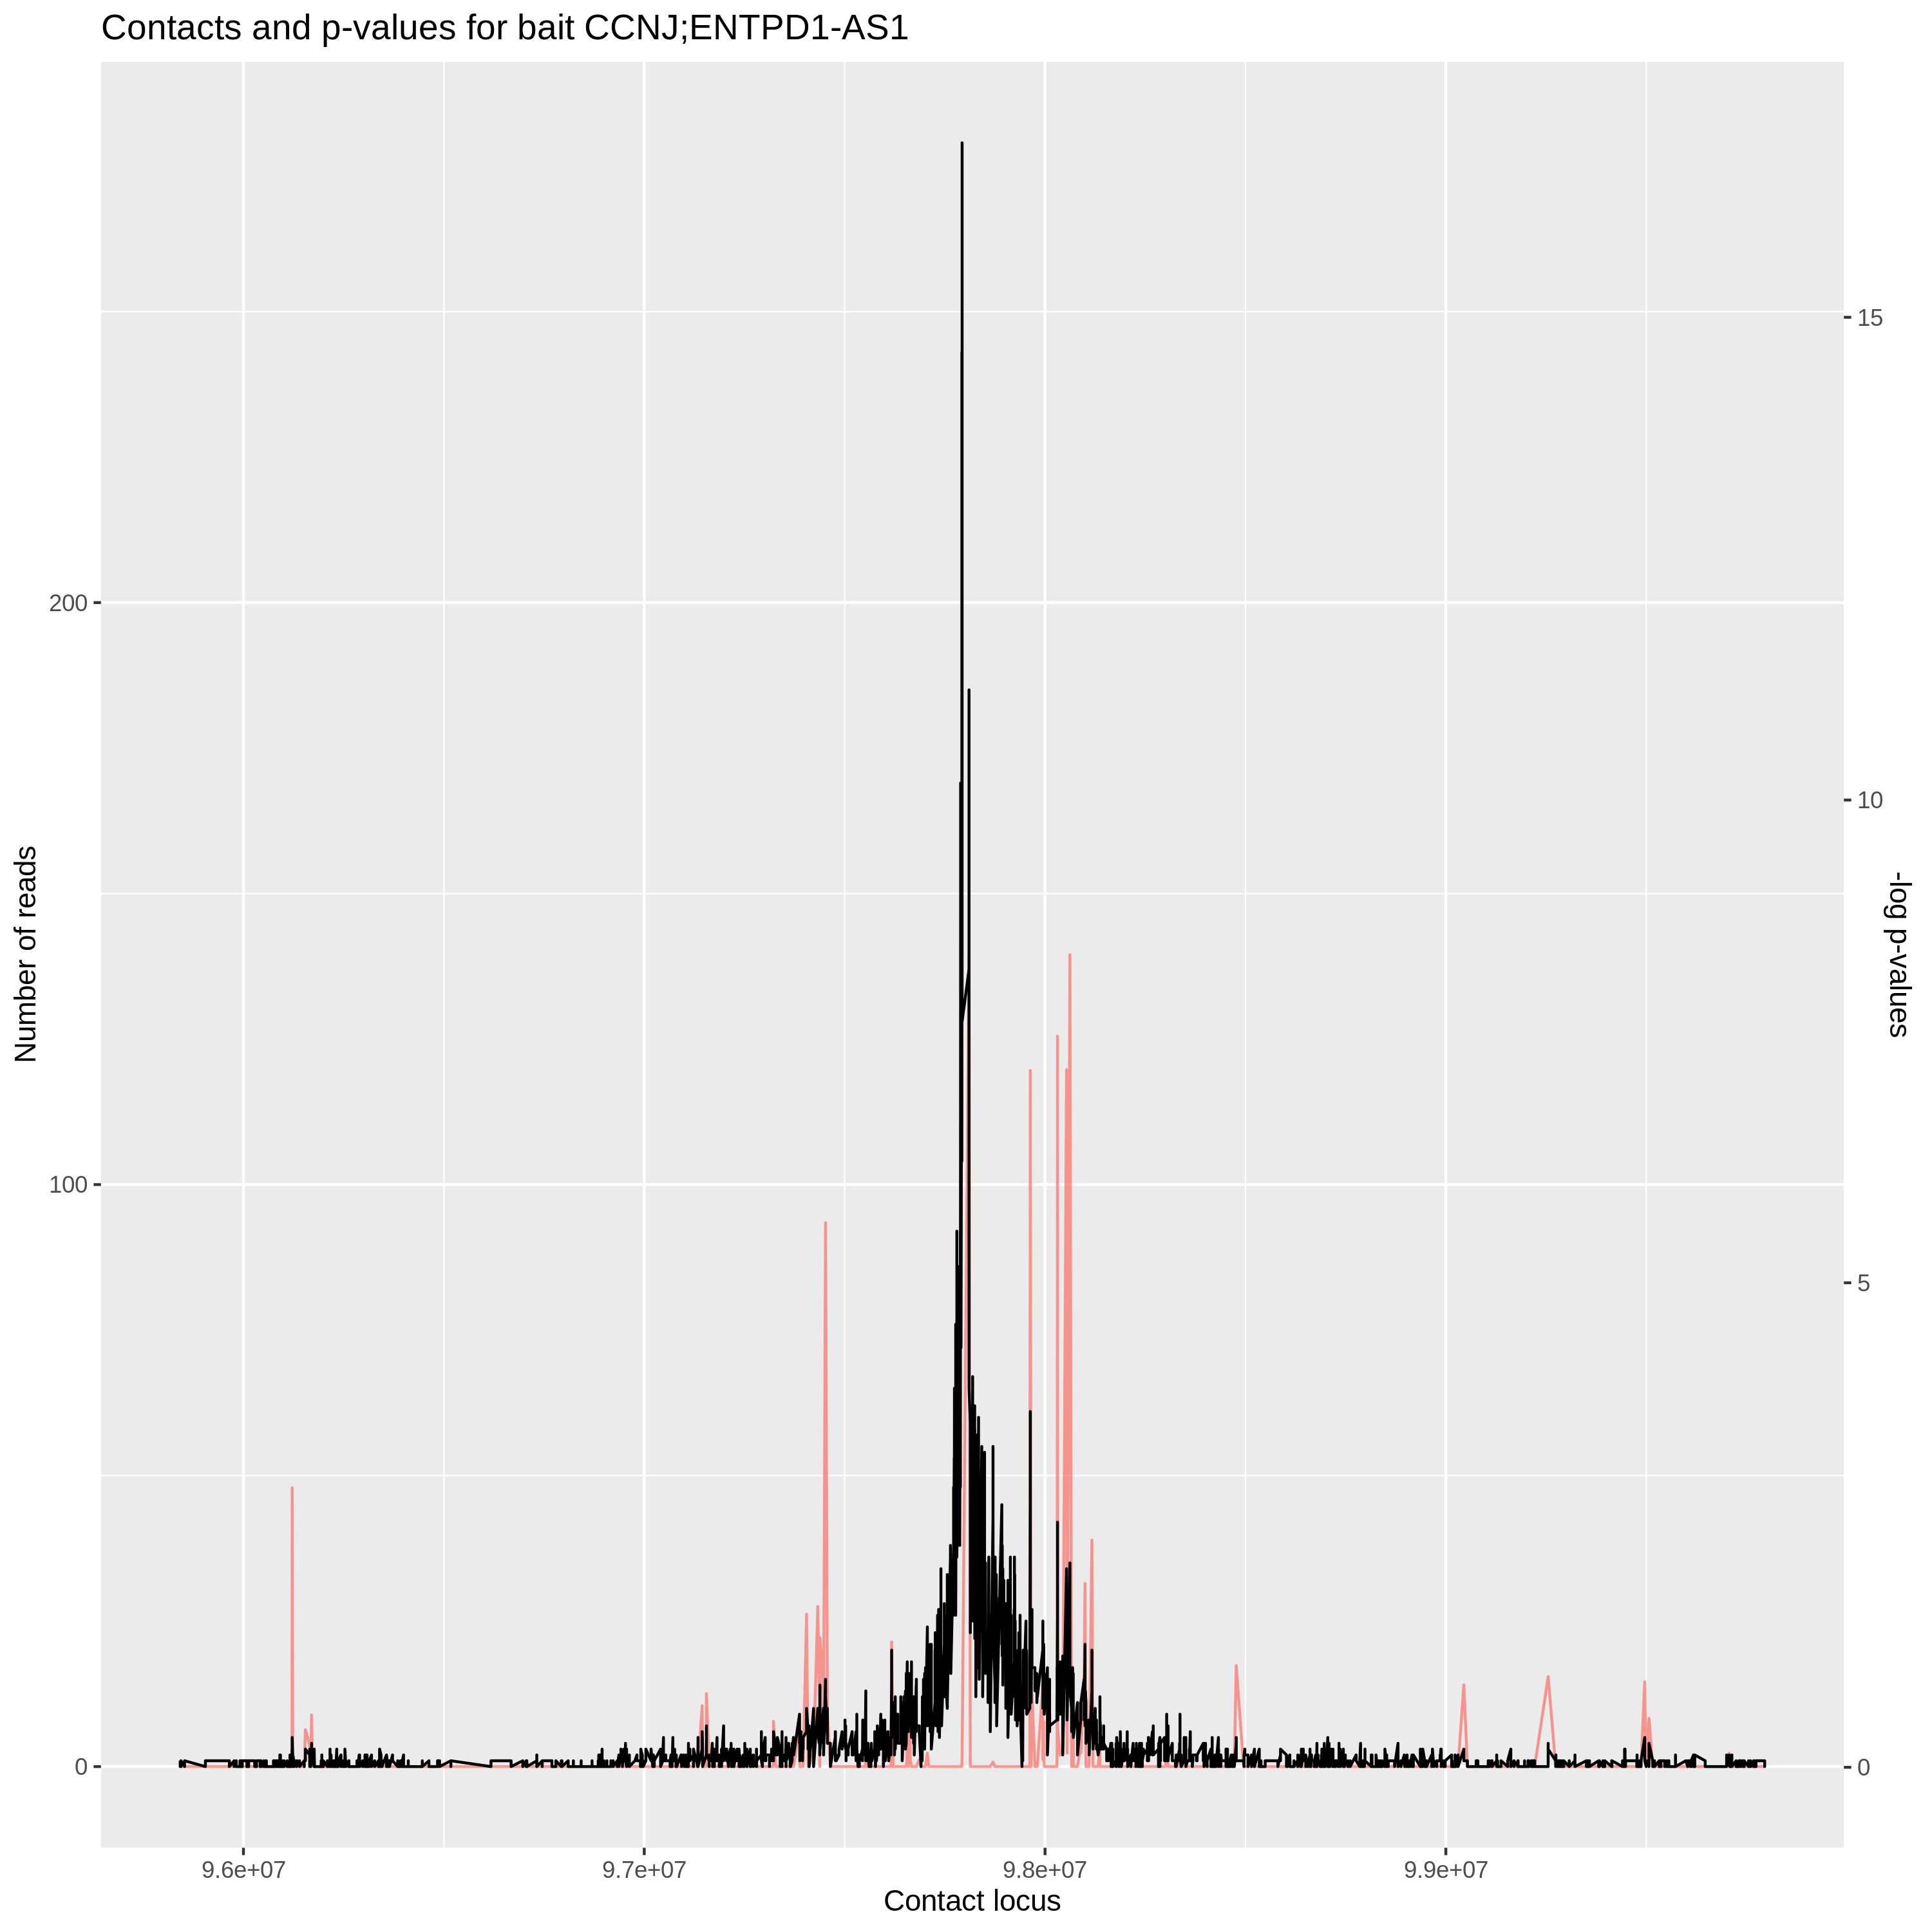 Contacts and p-values for bait CCNJ;ENTPD1-AS1
Number of reads
200
100
0
15
10
5
0
-log p-values
9.6e+07
9.7e+07
9.8e+07
9.9e+07
Contact locus